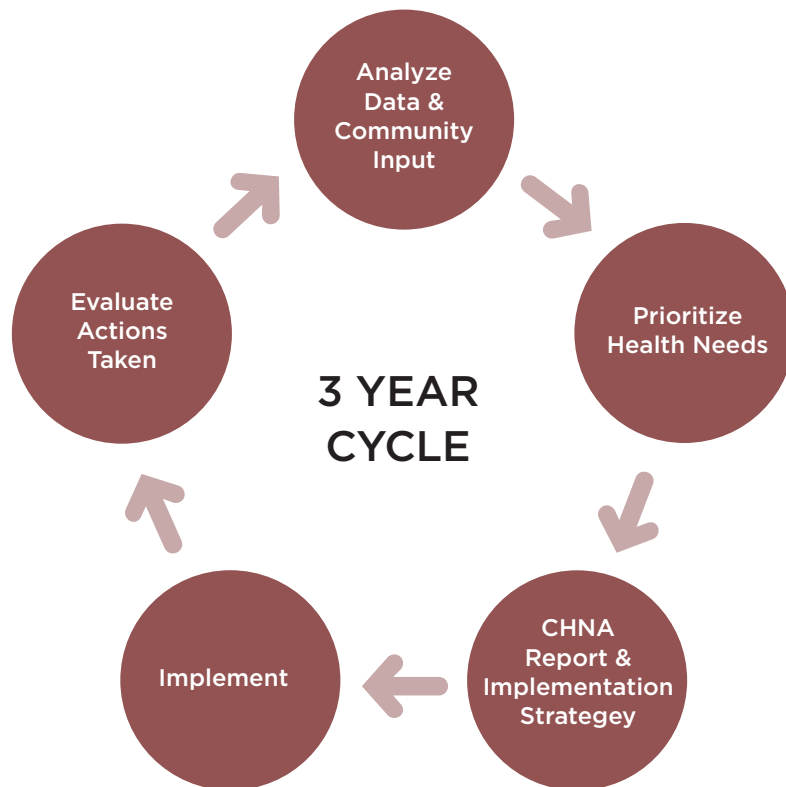 Analyze
Data &
Community
Input
Prioritize
Health Needs
CHNA
Report &
Implementation
Strategey
Implement
Evaluate
Actions
Taken
3 YEAR
CYCLE